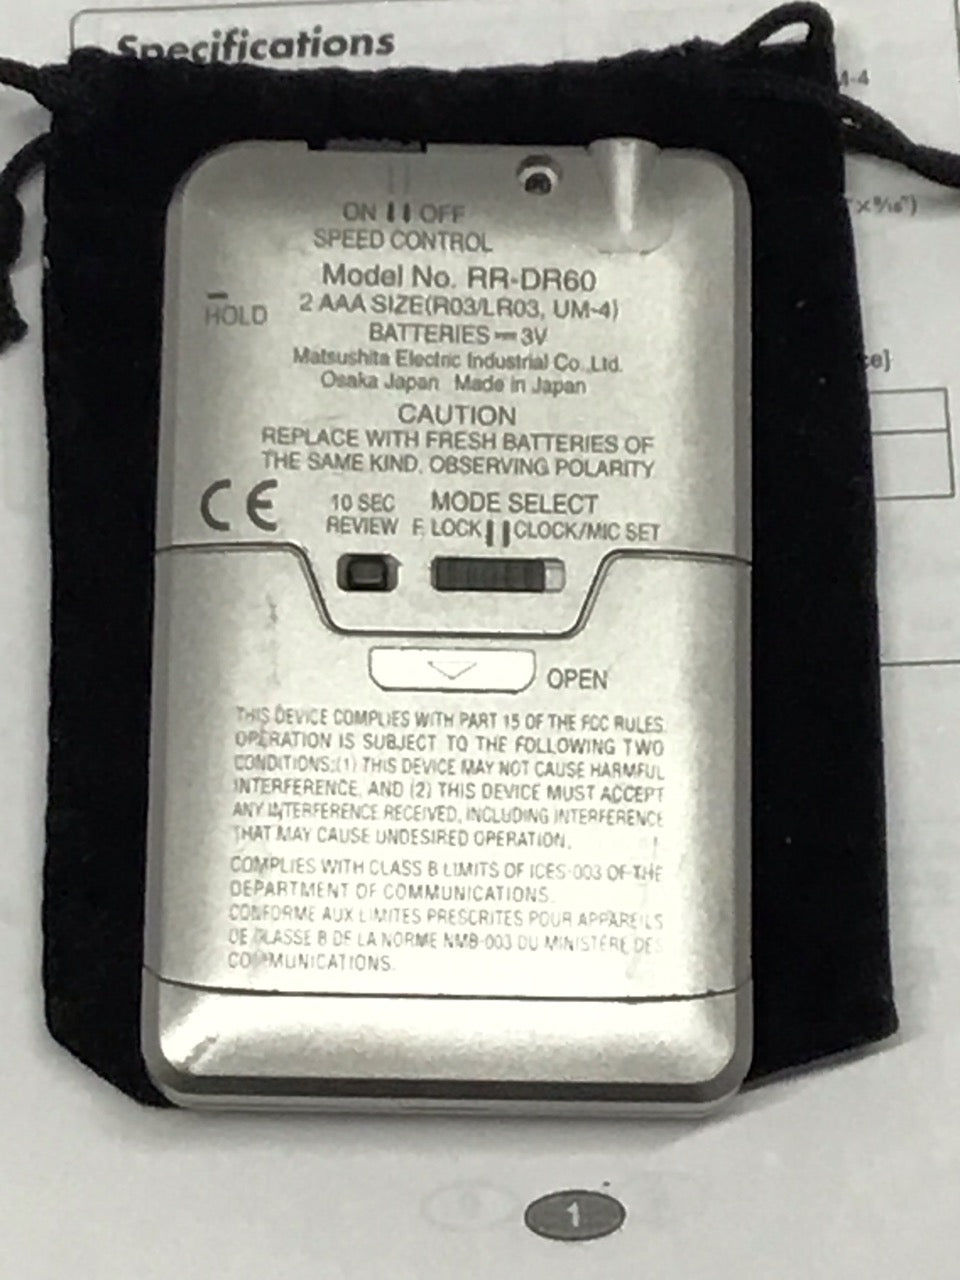 Specifications
M-4
ON OFF
SPEED CONTROL
Model No. RR-DR60
HOLD
2 AAA SIZE(R03/LR03, UM-4)
× 9/16")
BATTERIES ⎓ 3V
Matsushita Electric Industrial Co.,Ltd.
Osaka Japan Made in Japan
CAUTION
REPLACE WITH FRESH BATTERIES OF
THE SAME KIND, OBSERVING POLARITY
CE
10 SEC
REVIEW
MODE SELECT
F. LOCK CLOCK/MIC SET
OPEN
THIS DEVICE COMPLIES WITH PART 15 OF THE FCC RULES.
OPERATION IS SUBJECT TO THE FOLLOWING TWO
CONDITIONS:(1) THIS DEVICE MAY NOT CAUSE HARMFUL
INTERFERENCE, AND (2) THIS DEVICE MUST ACCEPT
ANY INTERFERENCE RECEIVED, INCLUDING INTERFERENCE
THAT MAY CAUSE UNDESIRED OPERATION.
COMPLIES WITH CLASS B LIMITS OF ICES-003 OF THE
DEPARTMENT OF COMMUNICATIONS.
CONFORME AUX LIMITES PRESCRITES POUR APPAREILS
DE CLASSE B DE LA NORME NMB-003 DU MINISTÈRE DES
COMMUNICATIONS.
1